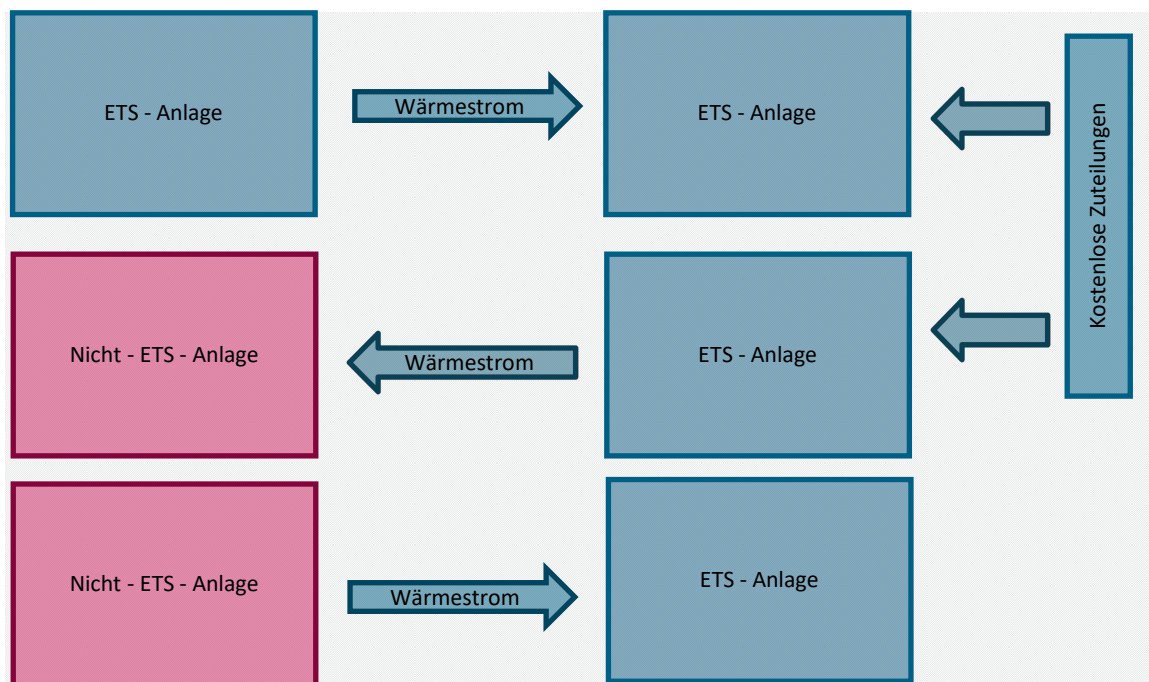 ETS - Anlage
Wärmestrom
ETS - Anlage
Kostenlose Zuteilungen
Nicht - ETS - Anlage
Wärmestrom
ETS - Anlage
Nicht - ETS - Anlage
Wärmestrom
ETS - Anlage